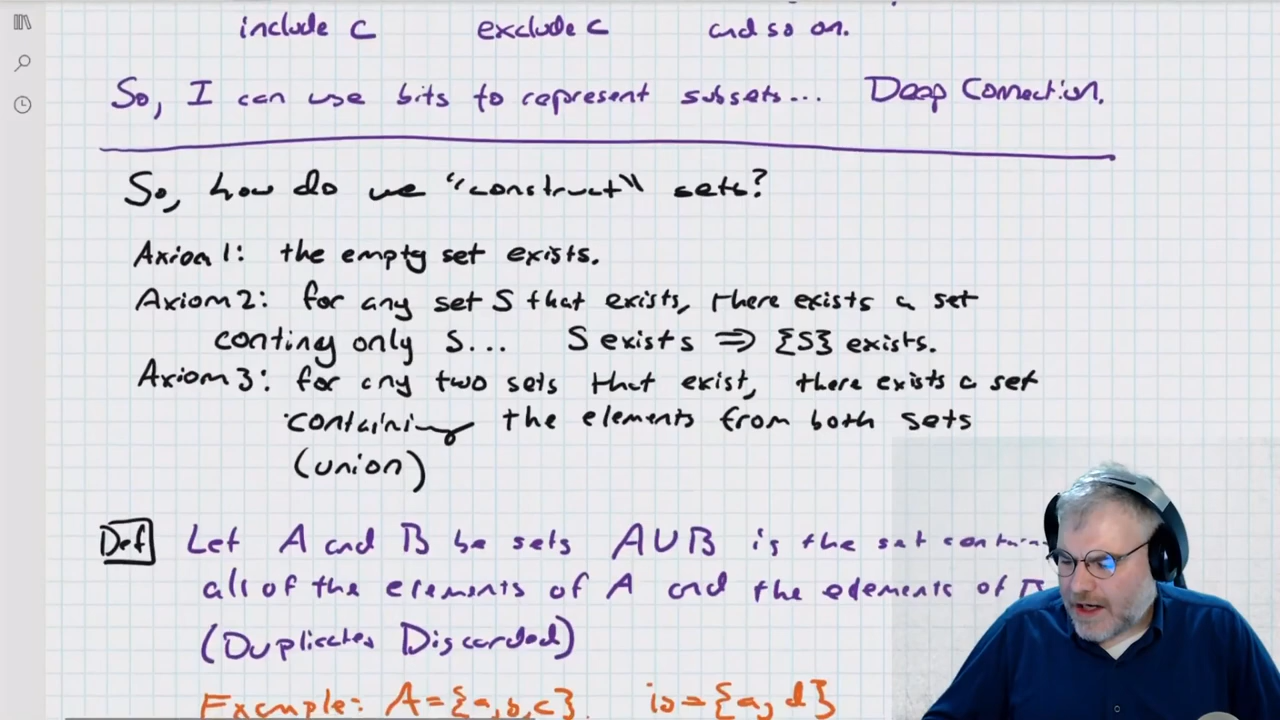 include C exclude C and so on.
So, I can use bits to represent subsets... Deep Connection.
So, how do we "construct" sets?
Axiom 1: the empty set exists.
Axiom 2: for any set S that exists, there exists a set
conting only S... S exists ⇒ {S} exists.
Axiom 3: for any two sets that exist, there exists a set
containing the elements from both sets
(union)
Def Let A and B be sets A∪B is the set
all of the elements of A and the elements of B
(Duplicates Discarded)
Example: A={a,b,c} = {a, d}